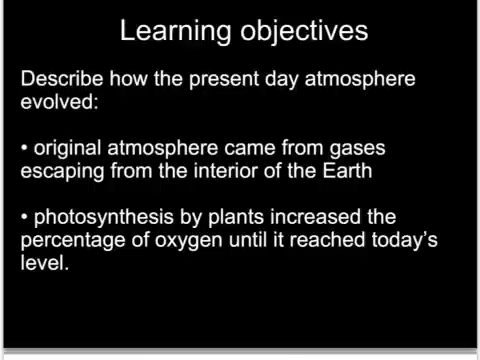 Learning objectives
Describe how the present day atmosphere
evolved:
• original atmosphere came from gases
escaping from the interior of the Earth
• photosynthesis by plants increased the
percentage of oxygen until it reached today’s
level.